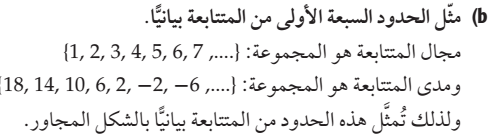 (b مثّل الحدود السبعة الأولى من المتتابعة بيانيًّا.
مجال المتتابعة هو المجموعة: {1, 2, 3, 4, 5, 6, 7 ,....}
ومدى المتتابعة هو المجموعة: {18, 14, 10, 6, 2, −2, −6 ,....}
ولذلك تُمثَّل هذه الحدود من المتتابعة بيانيًّا بالشكل المجاور.